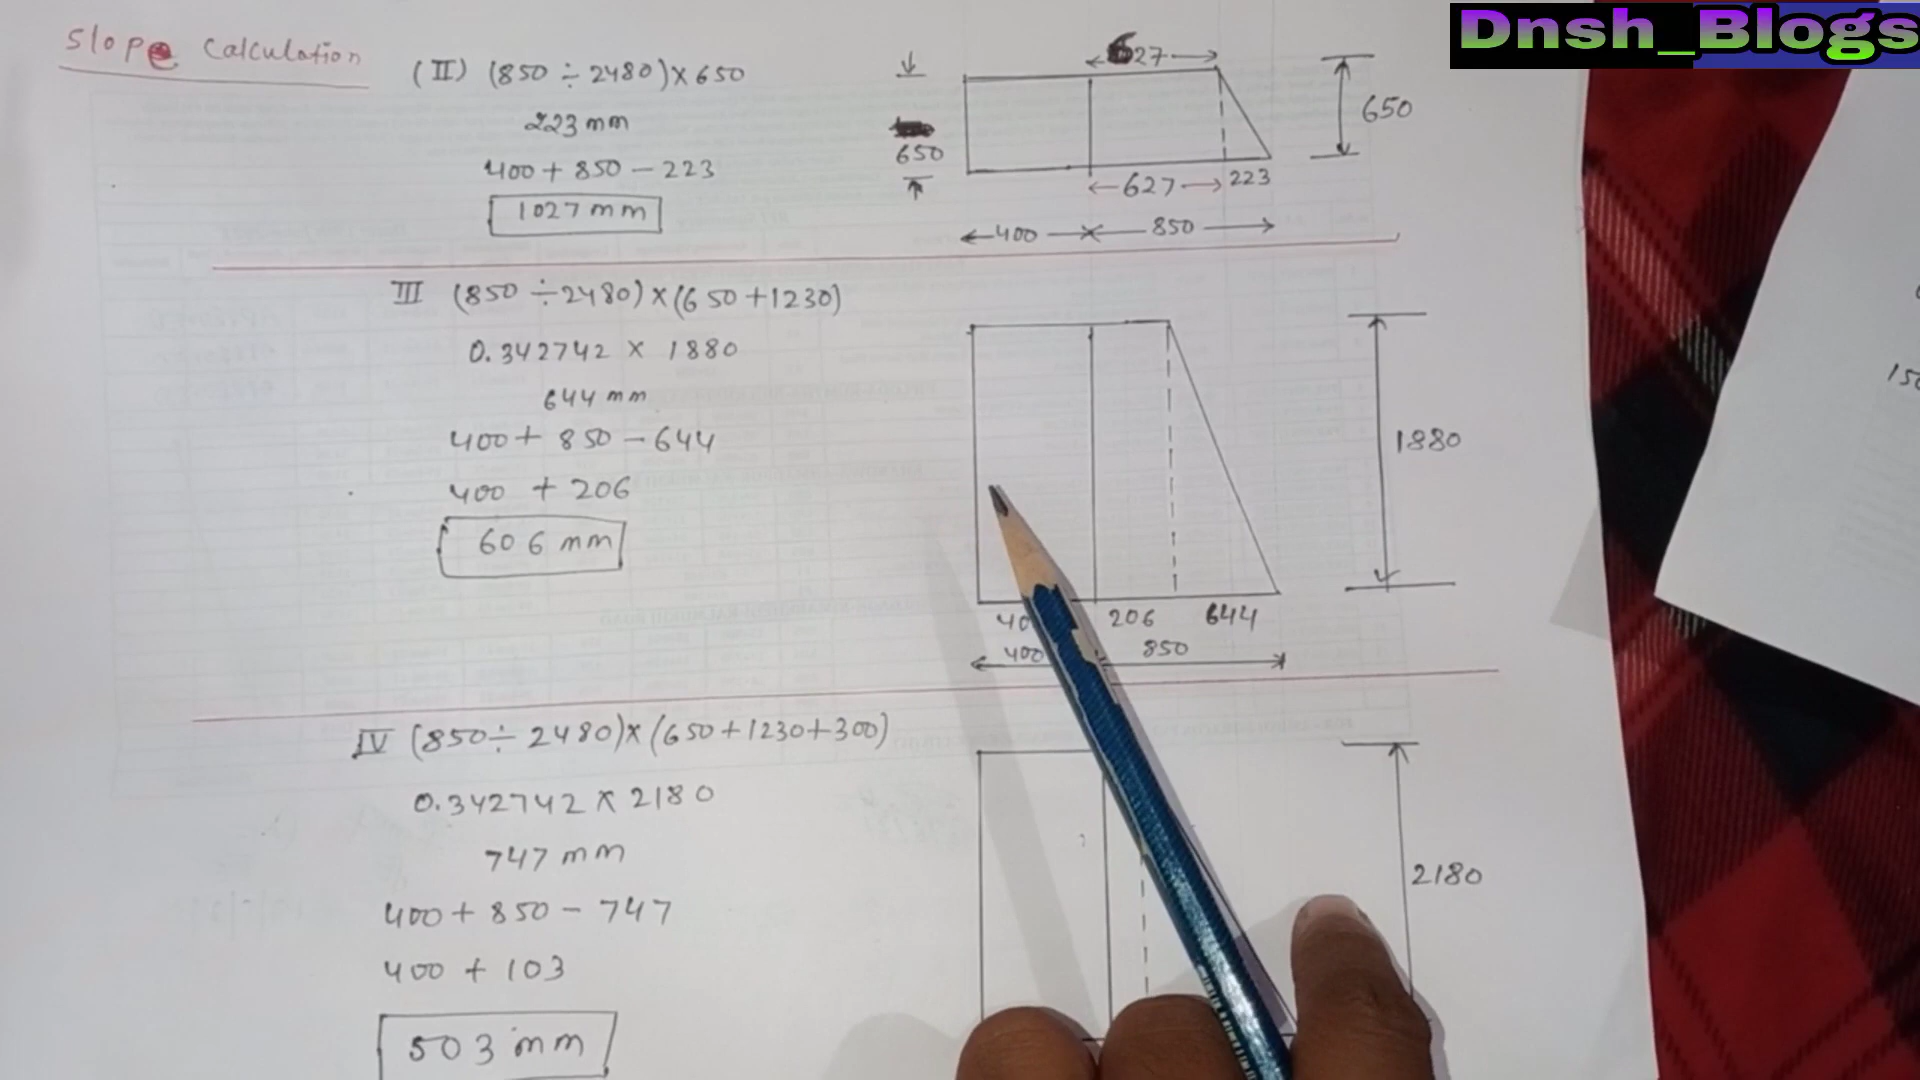 Dnsh_Blogs
Slope Calculation
(II) (850 ÷ 2480) × 650
223 mm
400 + 850 - 223
1027 mm
627
650
650
627 223
400 850
III (850 ÷ 2480) × (650 + 1230)
0.342742 × 1880
644 mm
400 + 850 - 644
400 + 206
606 mm
1880
206 644
400 850
IV (850 ÷ 2480) × (650 + 1230 + 300)
0.342742 × 2180
747 mm
400 + 850 - 747
400 + 103
503 mm
2180